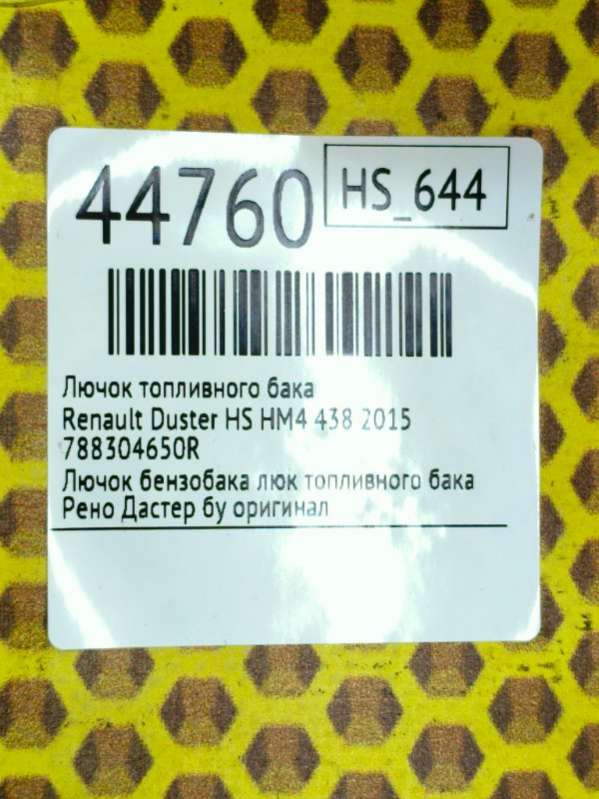 44760
HS_644
Лючок топливного бака
Renault Duster HS HM4 438 2015
788304650R
Лючок бензобака люк топливного бака
Рено Дастер бу оригинал